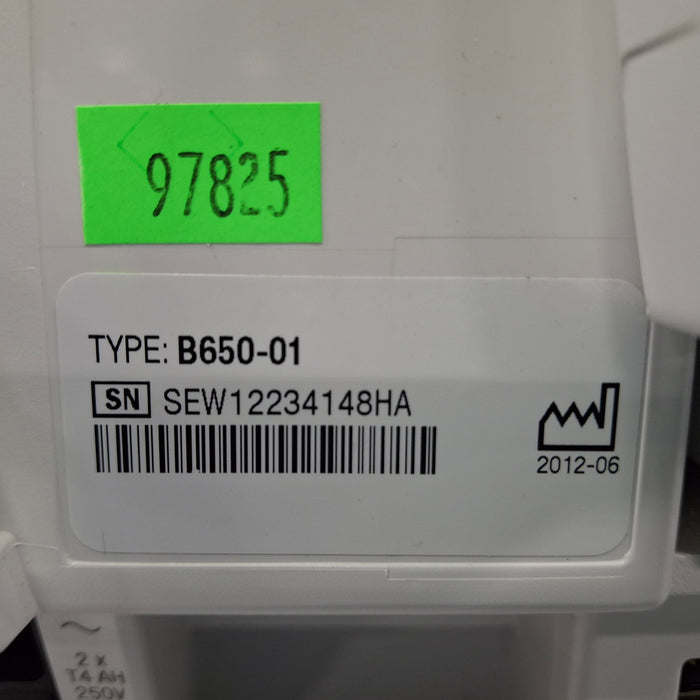 97825
TYPE: B650-01
SN SEW12234148HA
2012-06
~
2 x
T4 AH
250V